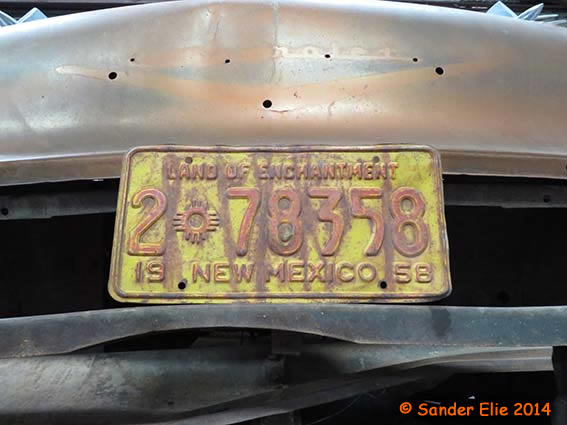 LAND OF ENCHANTMENT
2 78358
19 NEW MEXICO 58
© Sander Elie 2014